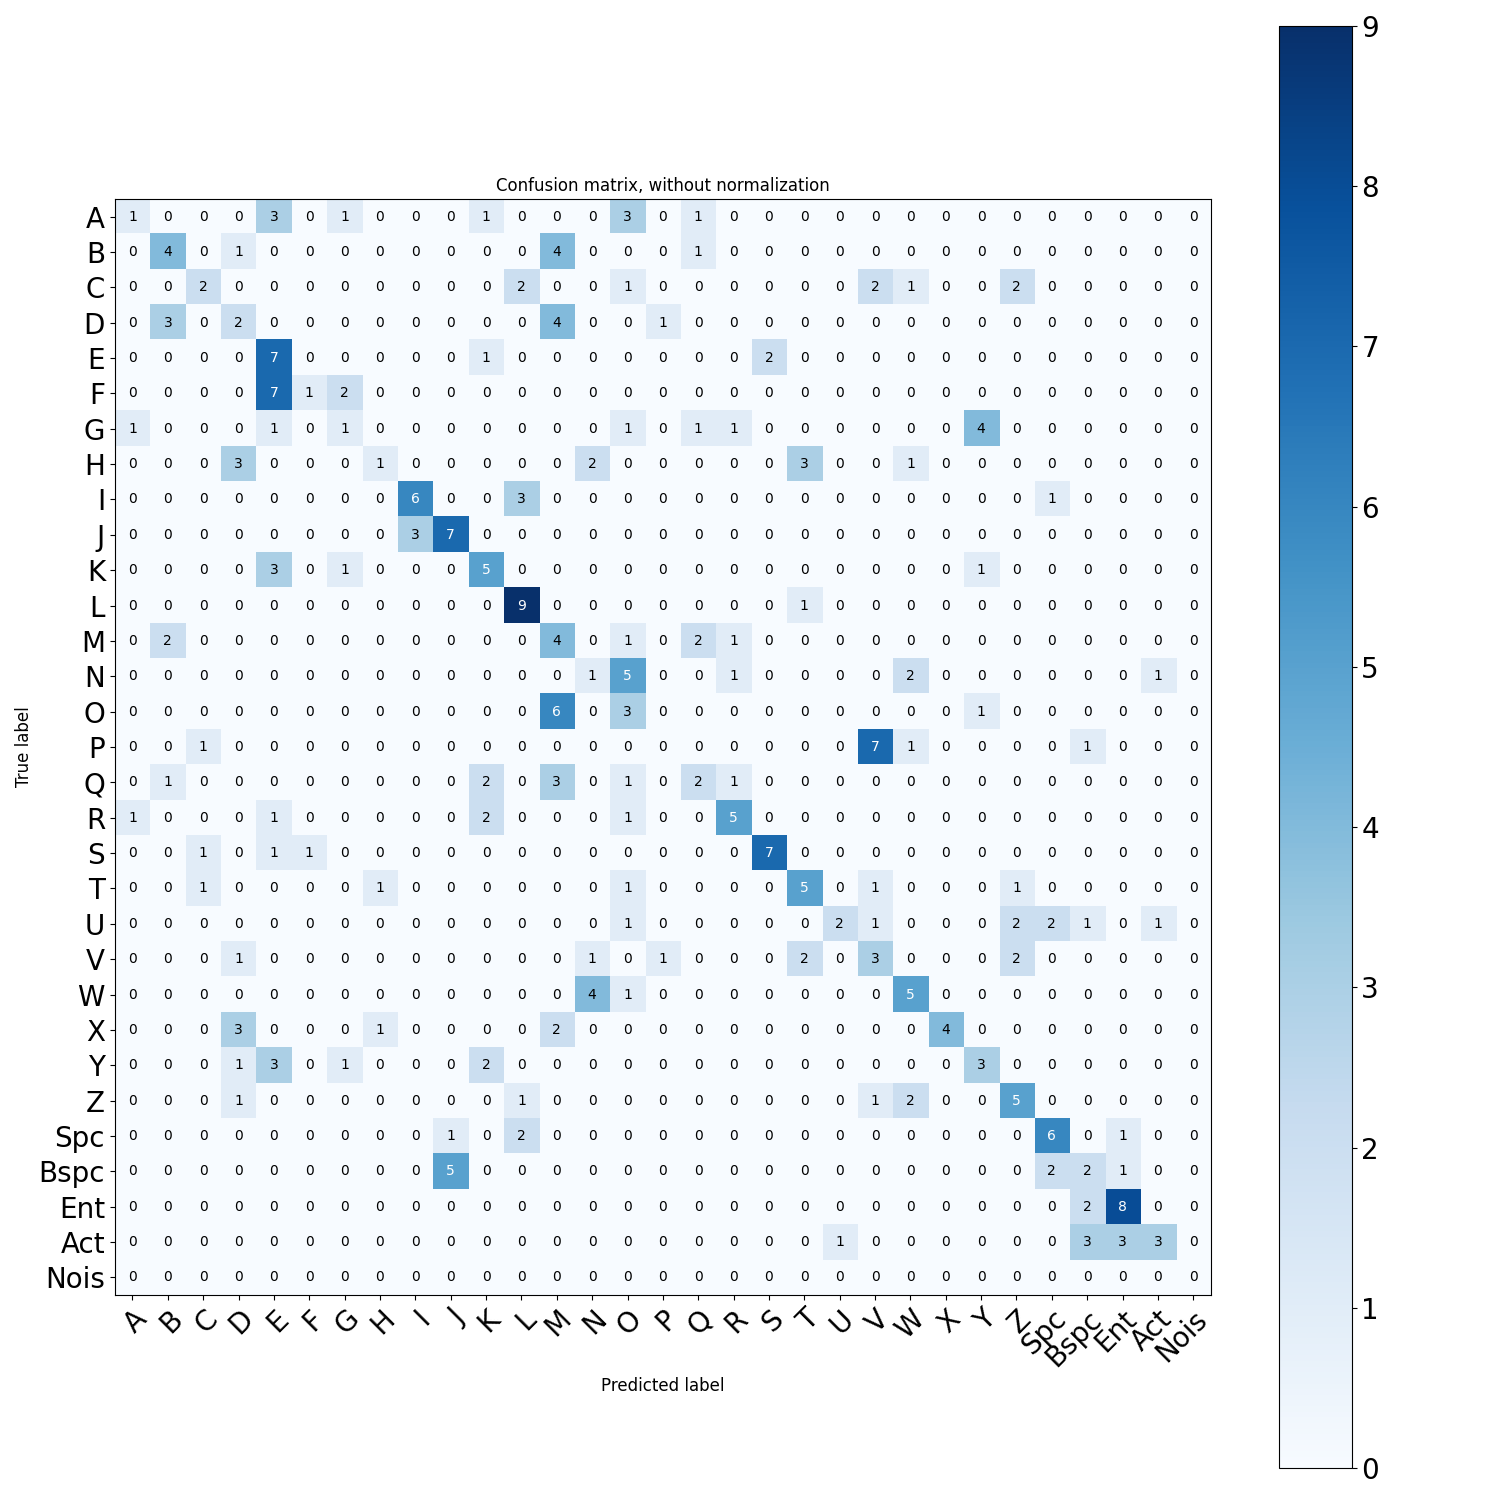 Confusion matrix, without normalization
A 1 0 0 0 3 0 1 0 0 0 1 0 0 0 3 0 1 0 0 0 0 0 0 0 0 0 0 0 0 0 0
B 0 4 0 1 0 0 0 0 0 0 0 0 4 0 0 0 1 0 0 0 0 0 0 0 0 0 0 0 0 0 0
C 0 0 2 0 0 0 0 0 0 0 0 2 0 0 1 0 0 0 0 0 0 2 1 0 0 2 0 0 0 0 0
D 0 3 0 2 0 0 0 0 0 0 0 0 4 0 0 1 0 0 0 0 0 0 0 0 0 0 0 0 0 0 0
E 0 0 0 0 7 0 0 0 0 0 1 0 0 0 0 0 0 0 2 0 0 0 0 0 0 0 0 0 0 0 0
F 0 0 0 0 7 1 2 0 0 0 0 0 0 0 0 0 0 0 0 0 0 0 0 0 0 0 0 0 0 0 0
G 1 0 0 0 1 0 1 0 0 0 0 0 0 0 1 0 1 1 0 0 0 0 0 0 4 0 0 0 0 0 0
H 0 0 0 3 0 0 0 1 0 0 0 0 0 2 0 0 0 0 0 3 0 0 1 0 0 0 0 0 0 0 0
I 0 0 0 0 0 0 0 0 6 0 0 3 0 0 0 0 0 0 0 0 0 0 0 0 0 0 1 0 0 0 0
J 0 0 0 0 0 0 0 0 3 7 0 0 0 0 0 0 0 0 0 0 0 0 0 0 0 0 0 0 0 0 0
K 0 0 0 0 3 0 1 0 0 0 5 0 0 0 0 0 0 0 0 0 0 0 0 0 1 0 0 0 0 0 0
L 0 0 0 0 0 0 0 0 0 0 0 9 0 0 0 0 0 0 0 1 0 0 0 0 0 0 0 0 0 0 0
M 0 2 0 0 0 0 0 0 0 0 0 0 4 0 1 0 2 1 0 0 0 0 0 0 0 0 0 0 0 0 0
N 0 0 0 0 0 0 0 0 0 0 0 0 0 1 5 0 0 1 0 0 0 0 2 0 0 0 0 0 0 1 0
O 0 0 0 0 0 0 0 0 0 0 0 0 6 0 3 0 0 0 0 0 0 0 0 0 1 0 0 0 0 0 0
P 0 0 1 0 0 0 0 0 0 0 0 0 0 0 0 0 0 0 0 0 0 7 1 0 0 0 0 1 0 0 0
Q 0 1 0 0 0 0 0 0 0 0 2 0 3 0 1 0 2 1 0 0 0 0 0 0 0 0 0 0 0 0 0
R 1 0 0 0 1 0 0 0 0 0 2 0 0 0 1 0 0 5 0 0 0 0 0 0 0 0 0 0 0 0 0
S 0 0 1 0 1 1 0 0 0 0 0 0 0 0 0 0 0 0 7 0 0 0 0 0 0 0 0 0 0 0 0
T 0 0 1 0 0 0 0 1 0 0 0 0 0 0 1 0 0 0 0 5 0 1 0 0 0 1 0 0 0 0 0
U 0 0 0 0 0 0 0 0 0 0 0 0 0 0 1 0 0 0 0 0 2 1 0 0 0 2 2 1 0 1 0
V 0 0 0 1 0 0 0 0 0 0 0 0 0 1 0 1 0 0 0 2 0 3 0 0 0 2 0 0 0 0 0
W 0 0 0 0 0 0 0 0 0 0 0 0 0 4 1 0 0 0 0 0 0 0 5 0 0 0 0 0 0 0 0
X 0 0 0 3 0 0 0 1 0 0 0 0 2 0 0 0 0 0 0 0 0 0 0 4 0 0 0 0 0 0 0
Y 0 0 0 1 3 0 1 0 0 0 2 0 0 0 0 0 0 0 0 0 0 0 0 0 3 0 0 0 0 0 0
Z 0 0 0 1 0 0 0 0 0 0 0 1 0 0 0 0 0 0 0 0 0 1 2 0 0 5 0 0 0 0 0
Spc 0 0 0 0 0 0 0 0 0 1 0 2 0 0 0 0 0 0 0 0 0 0 0 0 0 0 6 0 1 0 0
Bspc 0 0 0 0 0 0 0 0 0 5 0 0 0 0 0 0 0 0 0 0 0 0 0 0 0 0 2 2 1 0 0
Ent 0 0 0 0 0 0 0 0 0 0 0 0 0 0 0 0 0 0 0 0 0 0 0 0 0 0 0 2 8 0 0
Act 0 0 0 0 0 0 0 0 0 0 0 0 0 0 0 0 0 0 0 0 1 0 0 0 0 0 0 3 3 3 0
Nois 0 0 0 0 0 0 0 0 0 0 0 0 0 0 0 0 0 0 0 0 0 0 0 0 0 0 0 0 0 0 0
A B C D E F G H I J K L M N O P Q R S T U V W X Y Z Spc Bspc Ent Act Nois
True label
Predicted label
9
8
7
6
5
4
3
2
1
0